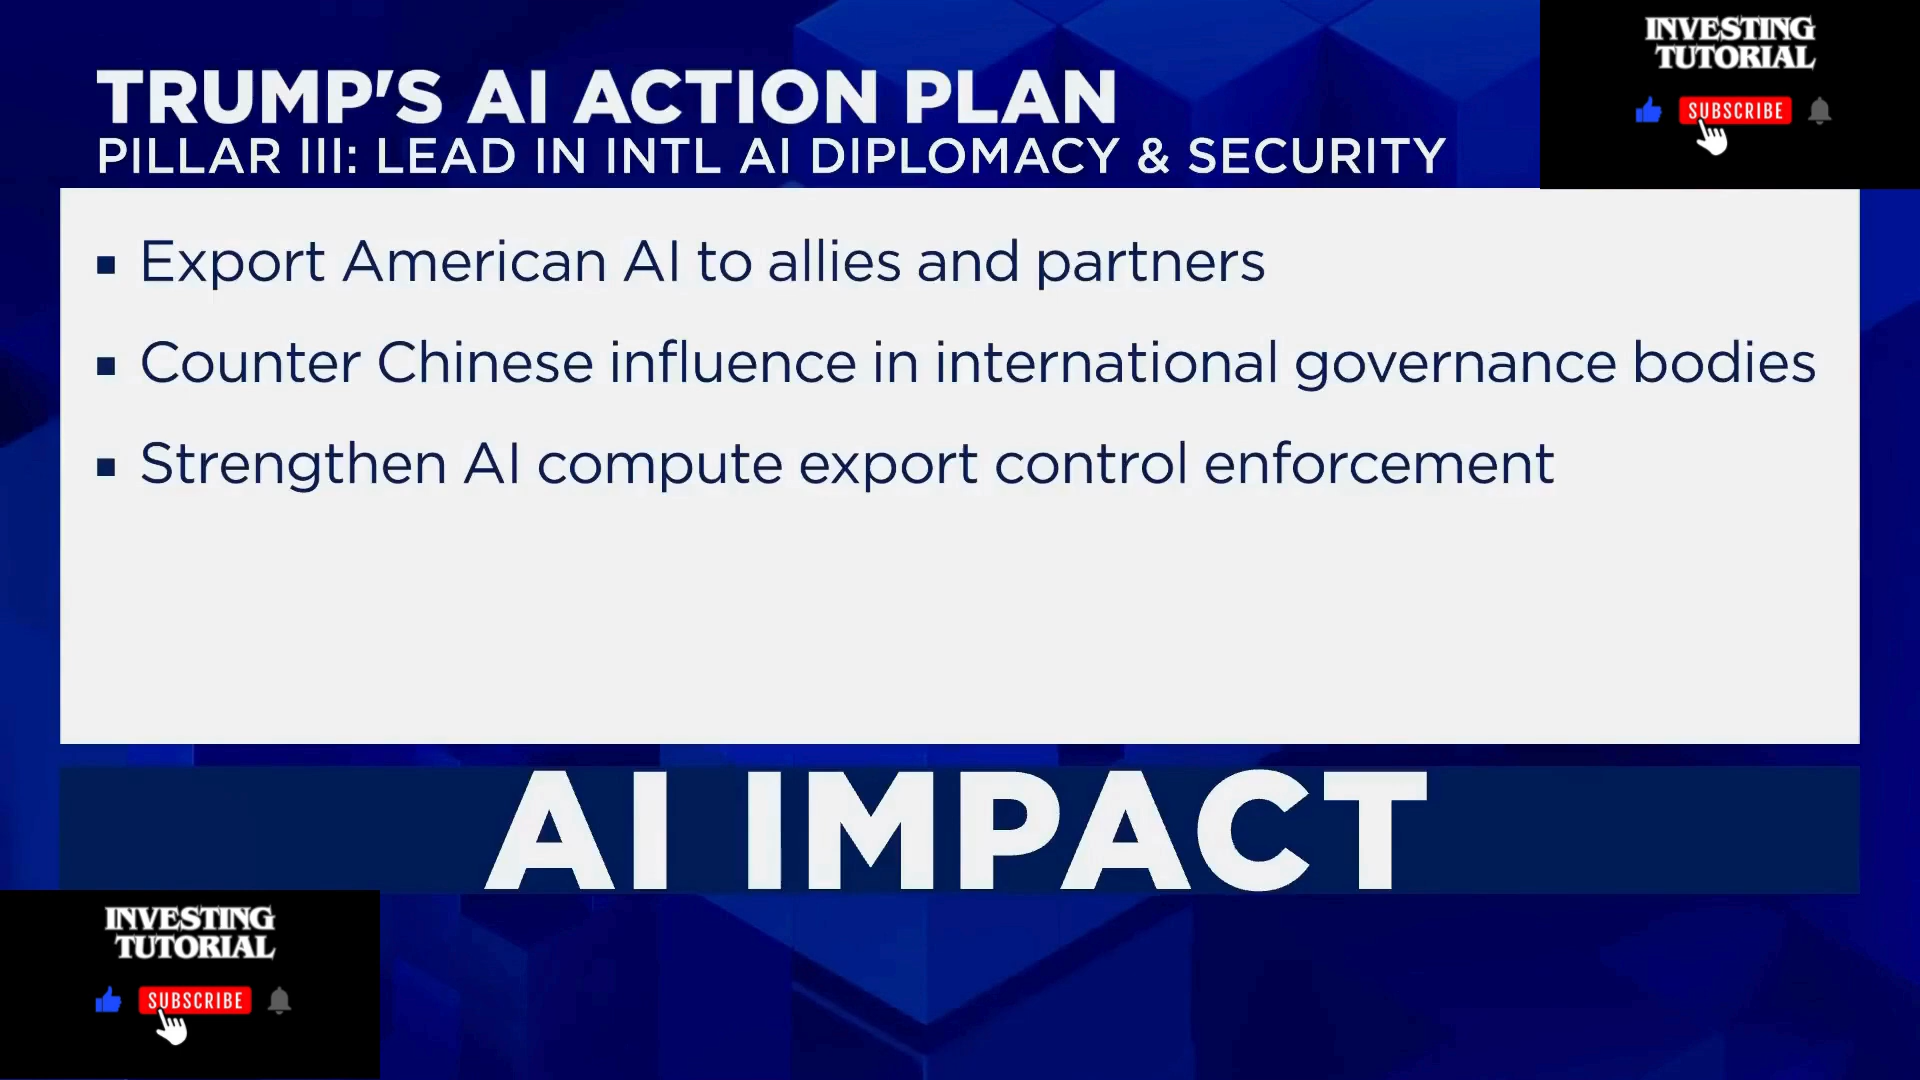 TRUMP'S AI ACTION PLAN
PILLAR III: LEAD IN INTL AI DIPLOMACY & SECURITY
INVESTING
TUTORIAL
SUBSCRIBE
▪ Export American AI to allies and partners
▪ Counter Chinese influence in international governance bodies
▪ Strengthen AI compute export control enforcement
AI IMPACT
INVESTING
TUTORIAL
SUBSCRIBE